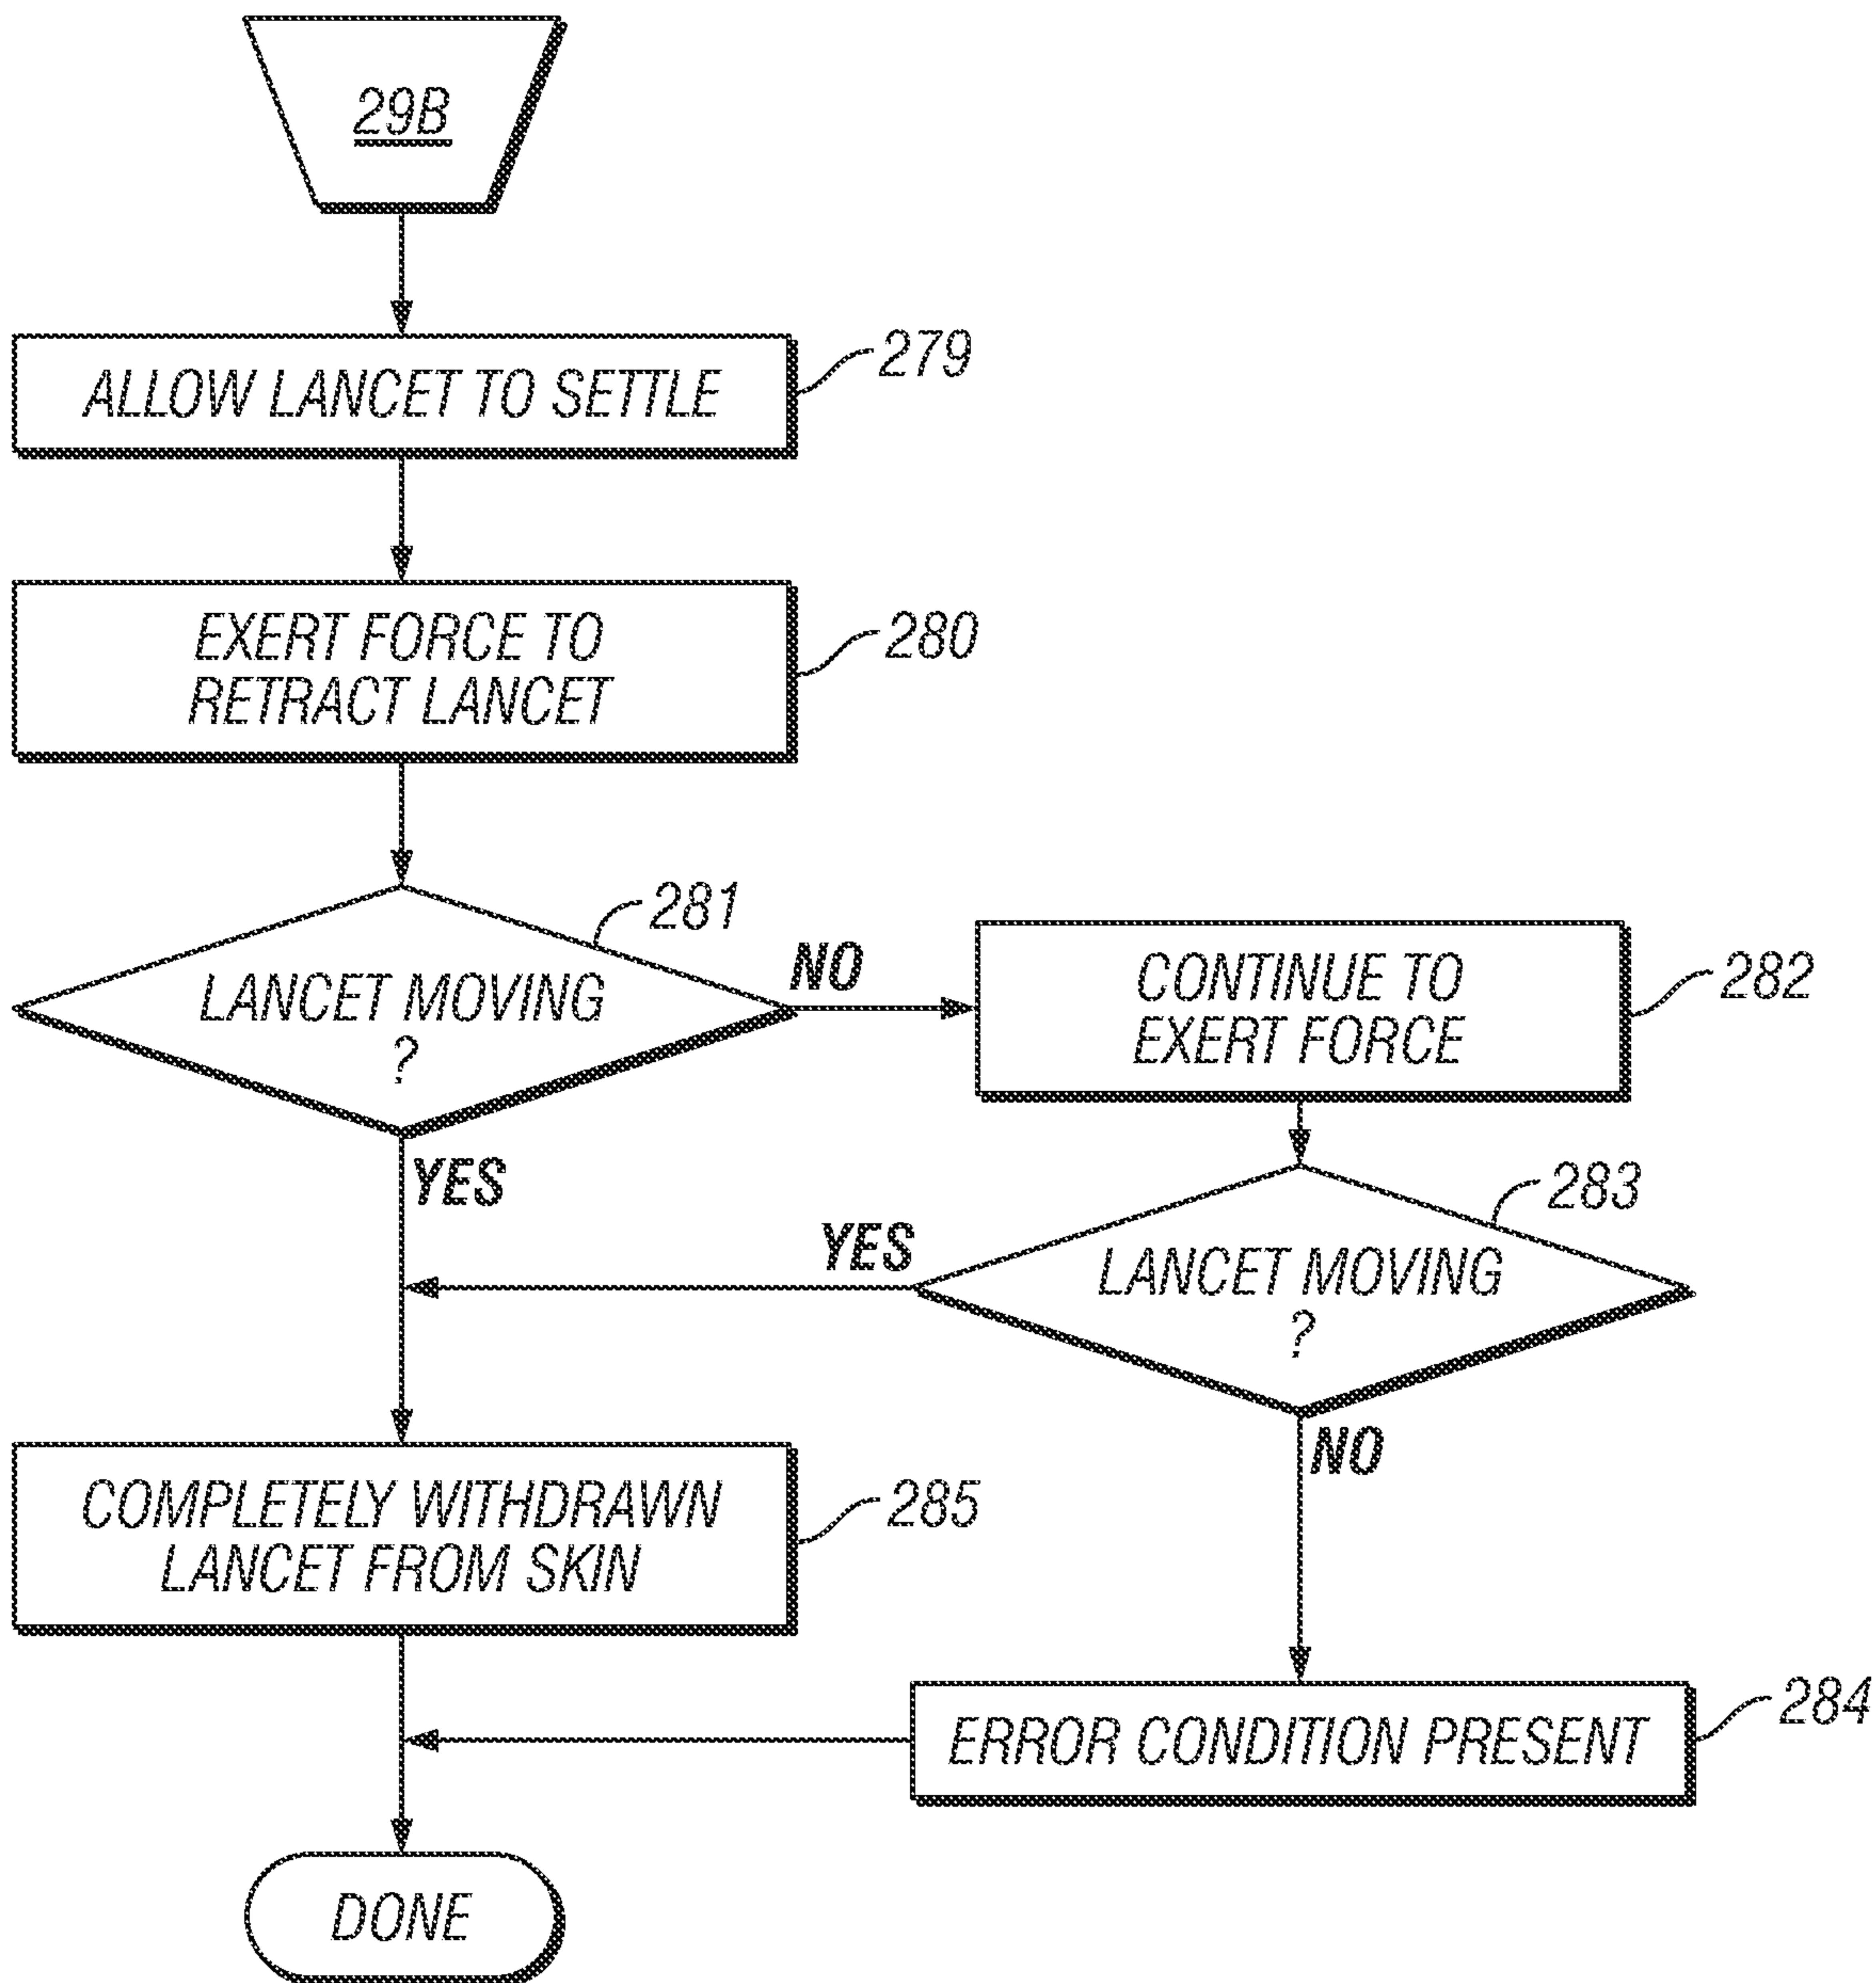 29B
ALLOW LANCET TO SETTLE
279
EXERT FORCE TO
RETRACT LANCET
280
281
LANCET MOVING
?
NO
CONTINUE TO
EXERT FORCE
282
YES
283
YES
LANCET MOVING
?
NO
COMPLETELY WITHDRAWN
LANCET FROM SKIN
285
ERROR CONDITION PRESENT
284
DONE